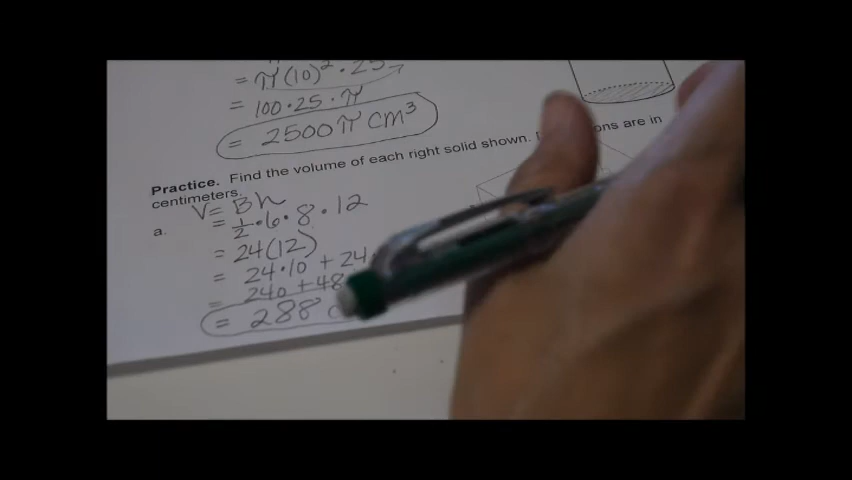 = π(10)² · 25
= 100 · 25 · π
= 2500π cm³
Practice. Find the volume of each right solid shown. are in
centimeters.
a. V = Bh
= 1/2 · 6 · 8 · 12
= 24(12)
= 24 · 10 + 24
= 240 + 48
= 288